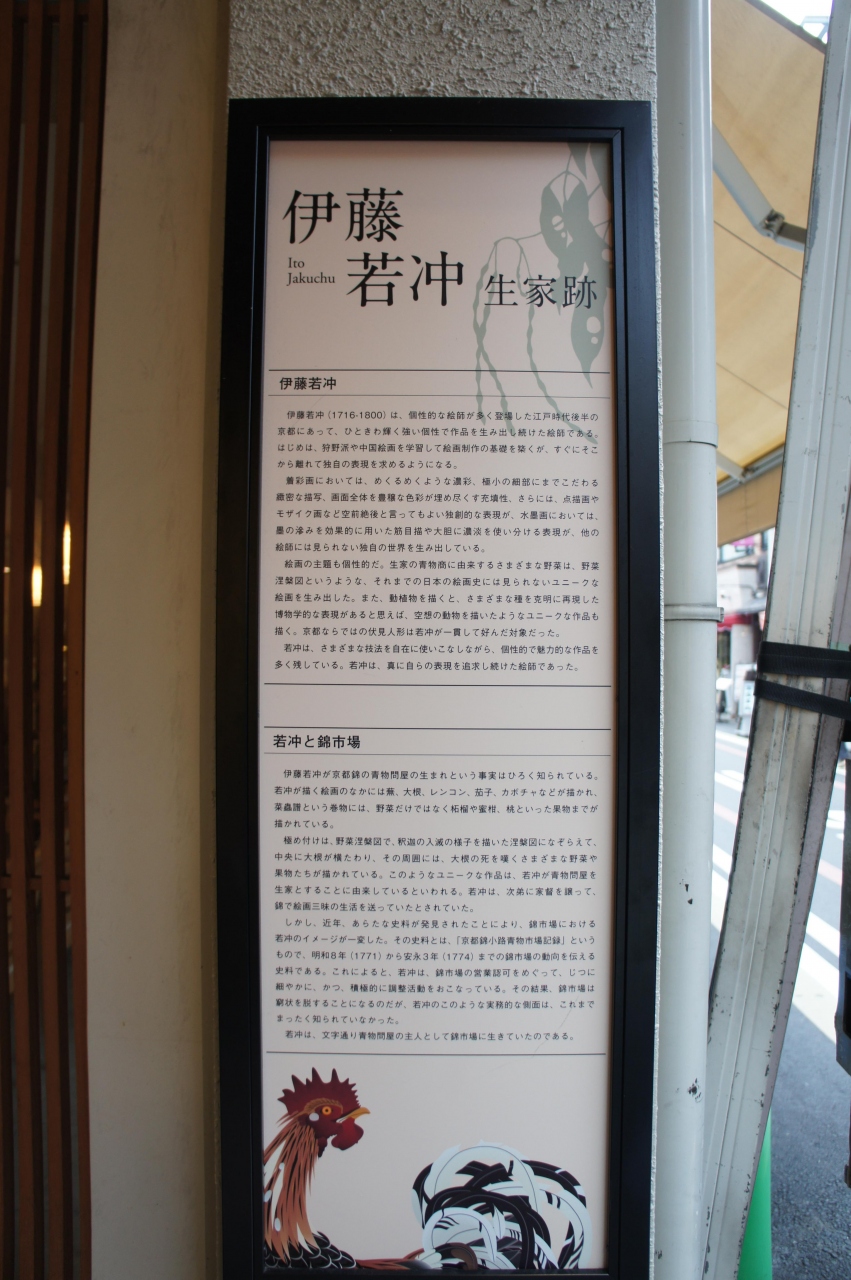 伊藤
Ito
Jakuchu
若冲 生家跡
伊藤若冲
伊藤若冲（1716-1800）は、個性的な絵師が多く登場した江戸時代後半の
京都にあって、ひときわ輝く強い個性で作品を生み出し続けた絵師である。
はじめは、狩野派や中国絵画を学習して絵画制作の基礎を築くが、すぐにそこ
から離れて独自の表現を求めるようになる。
着彩画においては、めくるめくような濃彩、極小の細部にまでこだわる
緻密な描写、画面全体を豊穣な色彩が埋め尽くす充填性、さらには、点描画や
モザイク画など空前絶後と言ってもよい独創的な表現が、水墨画においては、
墨の滲みを効果的に用いた筋目描や大胆に濃淡を使い分ける表現が、他の
絵師には見られない独自の世界を生み出している。
絵画の主題も個性的だ。生家の青物商に由来するさまざまな野菜は、野菜
涅槃図というような、それまでの日本の絵画史には見られないユニークな
絵画を生み出した。また、動植物を描くと、さまざまな種を克明に再現した
博物学的な表現があると思えば、空想の動物を描いたようなユニークな作品も
描く。京都ならではの伏見人形は若冲が一貫して好んだ対象だった。
若冲は、さまざまな技法を自在に使いこなしながら、個性的で魅力的な作品を
多く残している。若冲は、真に自らの表現を追求し続けた絵師であった。
若冲と錦市場
伊藤若冲が京都錦の青物問屋の生まれという事実はひろく知られている。
若冲が描く絵画のなかには蕪、大根、レンコン、茄子、カボチャなどが描かれ、
菜蟲譜という巻物には、野菜だけではなく柘榴や蜜柑、桃といった果物までが
描かれている。
極め付けは、野菜涅槃図で、釈迦の入滅の様子を描いた涅槃図になぞらえて、
中央に大根が横たわり、その周囲には、大根の死を嘆くさまざまな野菜や
果物たちが描かれている。このようなユニークな作品は、若冲が青物問屋を
生家とすることに由来しているといわれる。若冲は、次弟に家督を譲って、
錦で絵画三昧の生活を送っていたとされていた。
しかし、近年、あらたな史料が発見されたことにより、錦市場における
若冲のイメージが一変した。その史料とは、「京都錦小路青物市場記録」という
もので、明和8年（1771）から安永3年（1774）までの錦市場の動向を伝える
史料である。これによると、若冲は、錦市場の営業認可をめぐって、じつに
細やかに、かつ、積極的に調整活動をおこなっている。その結果、錦市場は
窮状を脱することになるのだが、若冲のこのような実務的な側面は、これまで
まったく知られていなかった。
若冲は、文字通り青物問屋の主人として錦市場に生きていたのである。